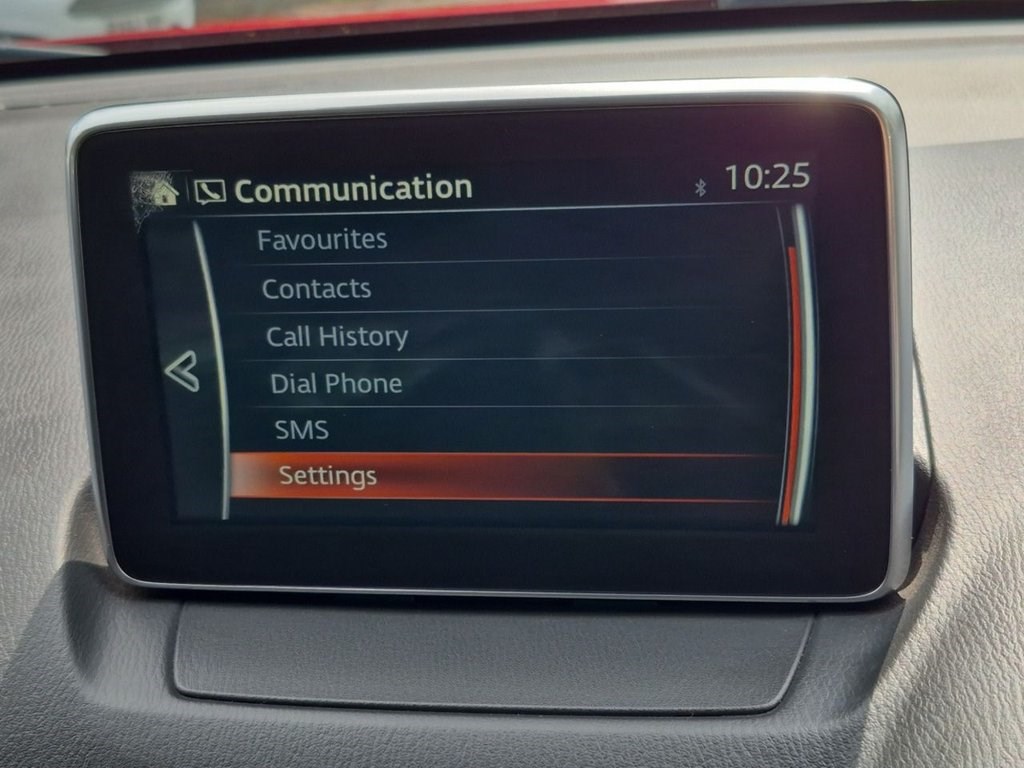 Communication
10:25
Favourites
Contacts
Call History
Dial Phone
SMS
Settings